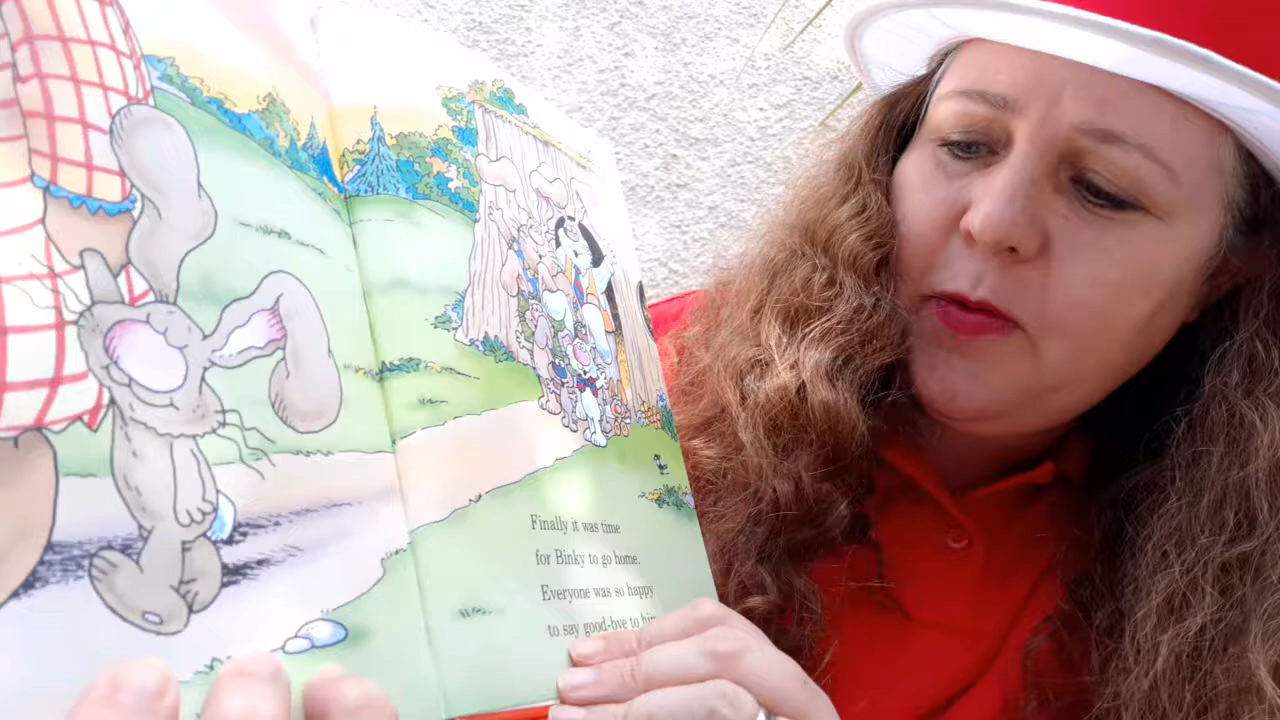 Finally it was time
for Binky to go home.
Everyone was so happy
to say good-bye to